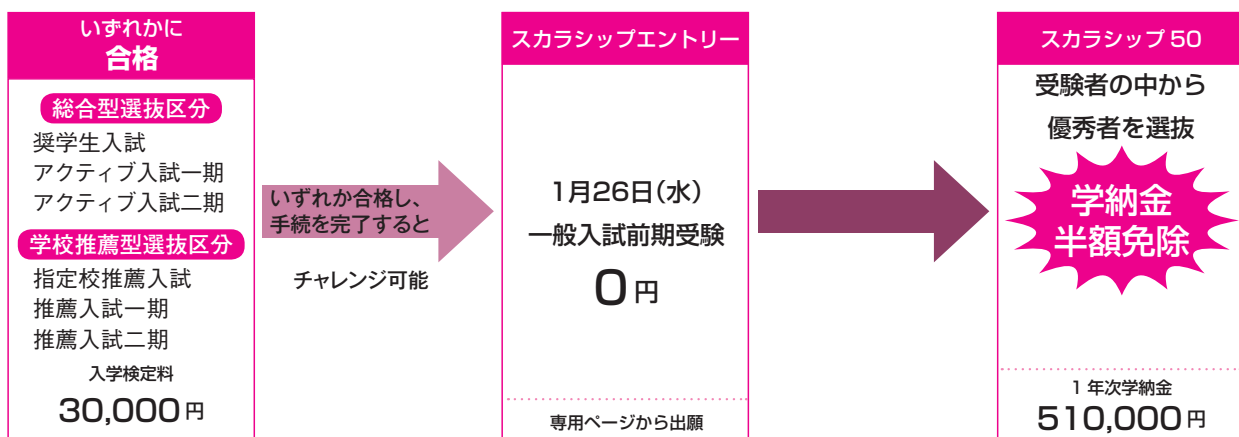 いずれかに
合格
総合型選抜区分
奨学生入試
アクティブ入試一期
アクティブ入試二期
学校推薦型選抜区分
指定校推薦入試
推薦入試一期
推薦入試二期
入学検定料
30,000円
いずれか合格し、
手続を完了すると
チャレンジ可能
スカラシップエントリー
1月26日(水)
一般入試前期受験
0円
専用ページから出願
スカラシップ50
受験者の中から
優秀者を選抜
学納金
半額免除
1年次学納金
510,000円